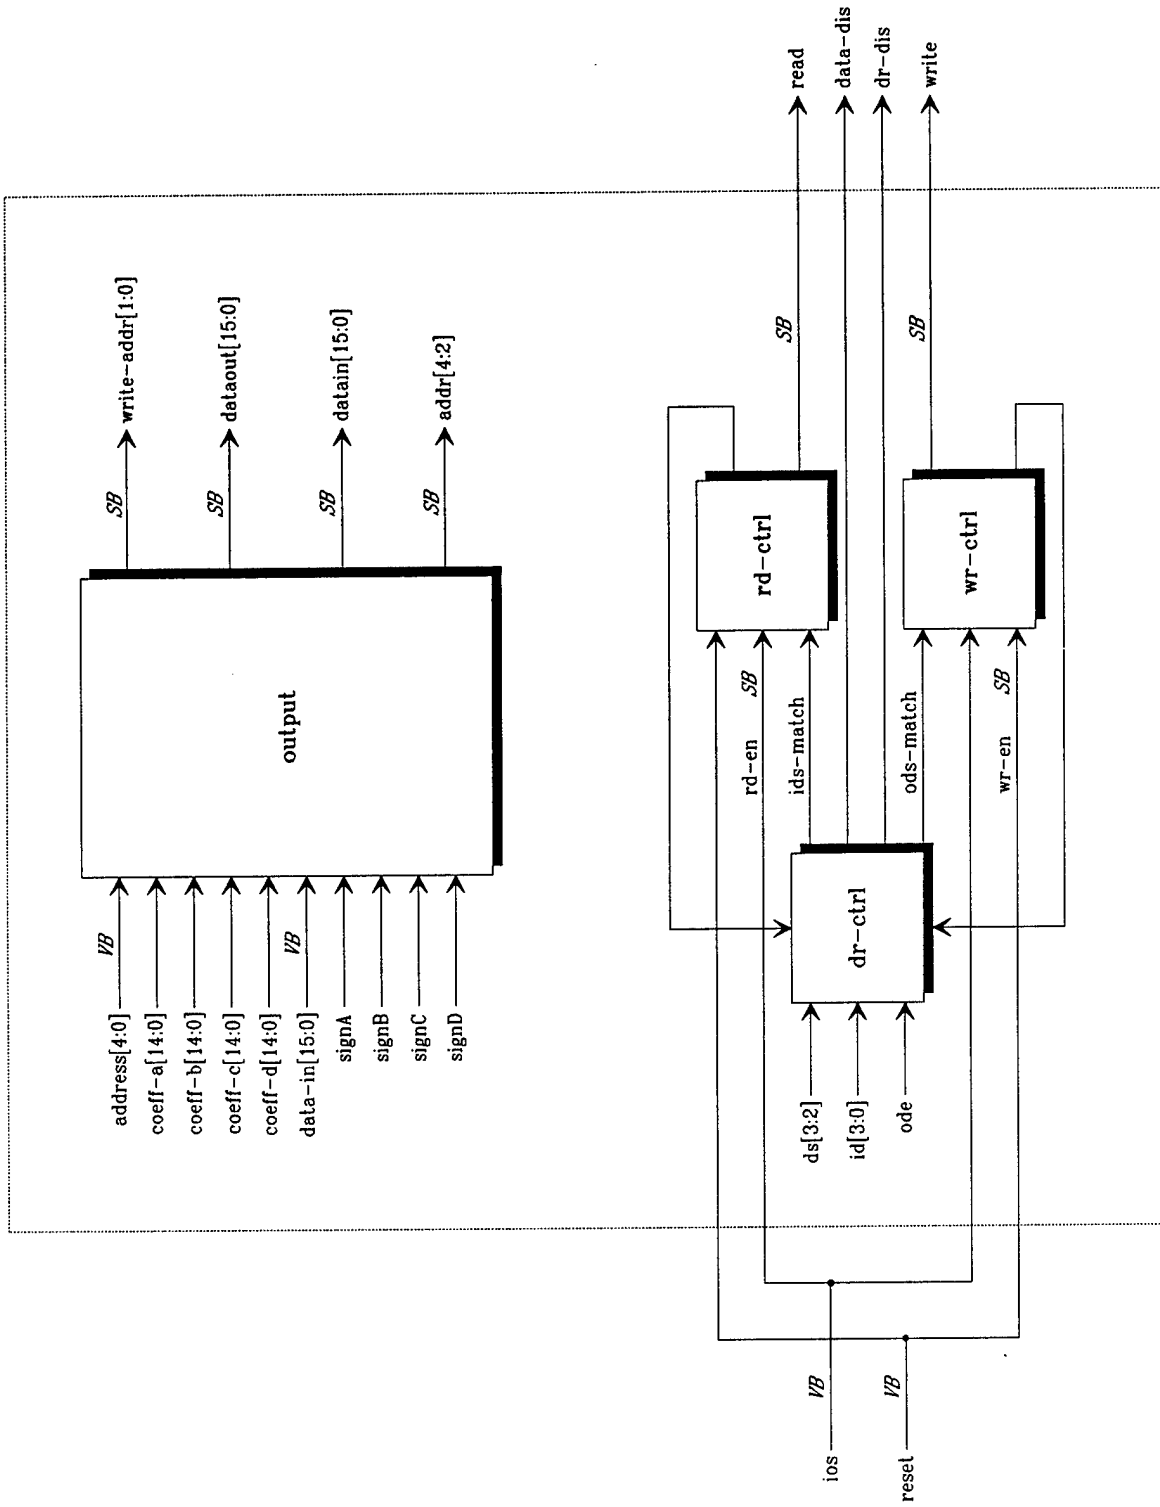 address[4:0]
VB
coeff-a[14:0]
coeff-b[14:0]
coeff-c[14:0]
coeff-d[14:0]
data-in[15:0]
VB
signA
signB
signC
signD
output
SB
write-addr[1:0]
SB
dataout[15:0]
SB
datain[15:0]
SB
addr[4:2]
ios
VB
reset
VB
ds[3:2]
id[3:0]
ode
dr-ctrl
rd-en
SB
ids-match
ods-match
wr-en
SB
rd-ctrl
wr-ctrl
SB
read
data-dis
dr-dis
SB
write